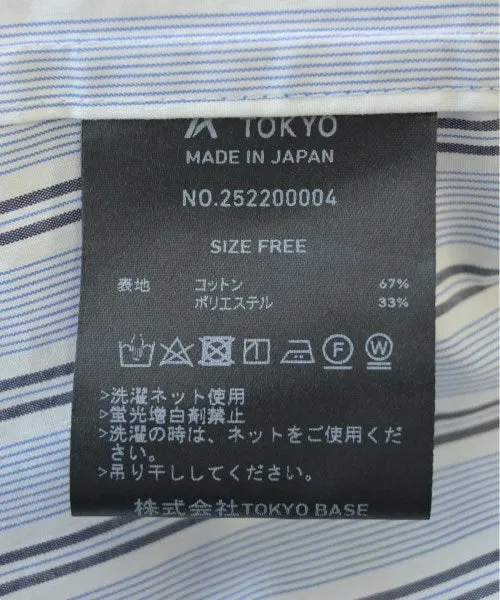 TOKYO
MADE IN JAPAN
NO.252200004
SIZE FREE
表地 コットン 67%
ポリエステル 33%
F W
>洗濯ネット使用
>蛍光増白剤禁止
>洗濯の時は、ネットをご使用くだ
さい。
>吊り干ししてください。
株式会社TOKYO BASE